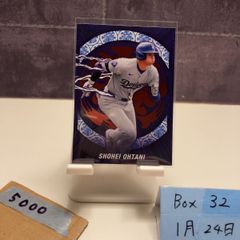 Dodgers
SHOHEI OHTANI
5000
Box 32
1月24日